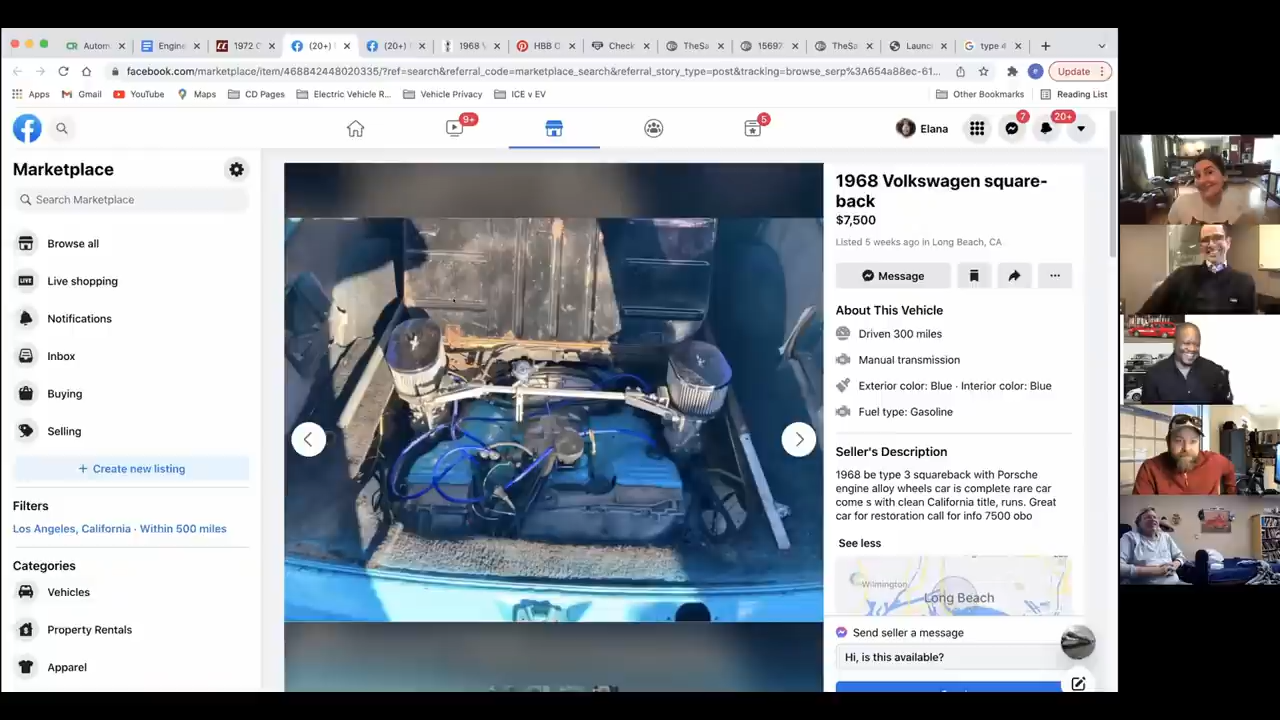 Autom
Engine
1972 C
(20+)
(20+)
1968 V
HBB C
Check
TheSa
15697
TheSa
Launc
type 4
facebook.com/marketplace/item/468842448020335/?ref=search&referral_code=marketplace_search&referral_story_type=post&tracking=browse_serp%3A654a88ec-61...
e
Update
Apps
Gmail
YouTube
Maps
CD Pages
Electric Vehicle R...
Vehicle Privacy
ICE v EV
Other Bookmarks
Reading List
9+
5
Elana
7
20+
Marketplace
Search Marketplace
Browse all
LIVE
Live shopping
Notifications
Inbox
Buying
Selling
+ Create new listing
Filters
Los Angeles, California · Within 500 miles
Categories
Vehicles
Property Rentals
Apparel
1968 Volkswagen square-
back
$7,500
Listed 5 weeks ago in Long Beach, CA
Message
About This Vehicle
Driven 300 miles
Manual transmission
Exterior color: Blue · Interior color: Blue
Fuel type: Gasoline
Seller's Description
1968 be type 3 squareback with Porsche
engine alloy wheels car is complete rare car
come s with clean California title, runs. Great
car for restoration call for info 7500 obo
See less
Wilmington
Long Beach
Send seller a message
Hi, is this available?